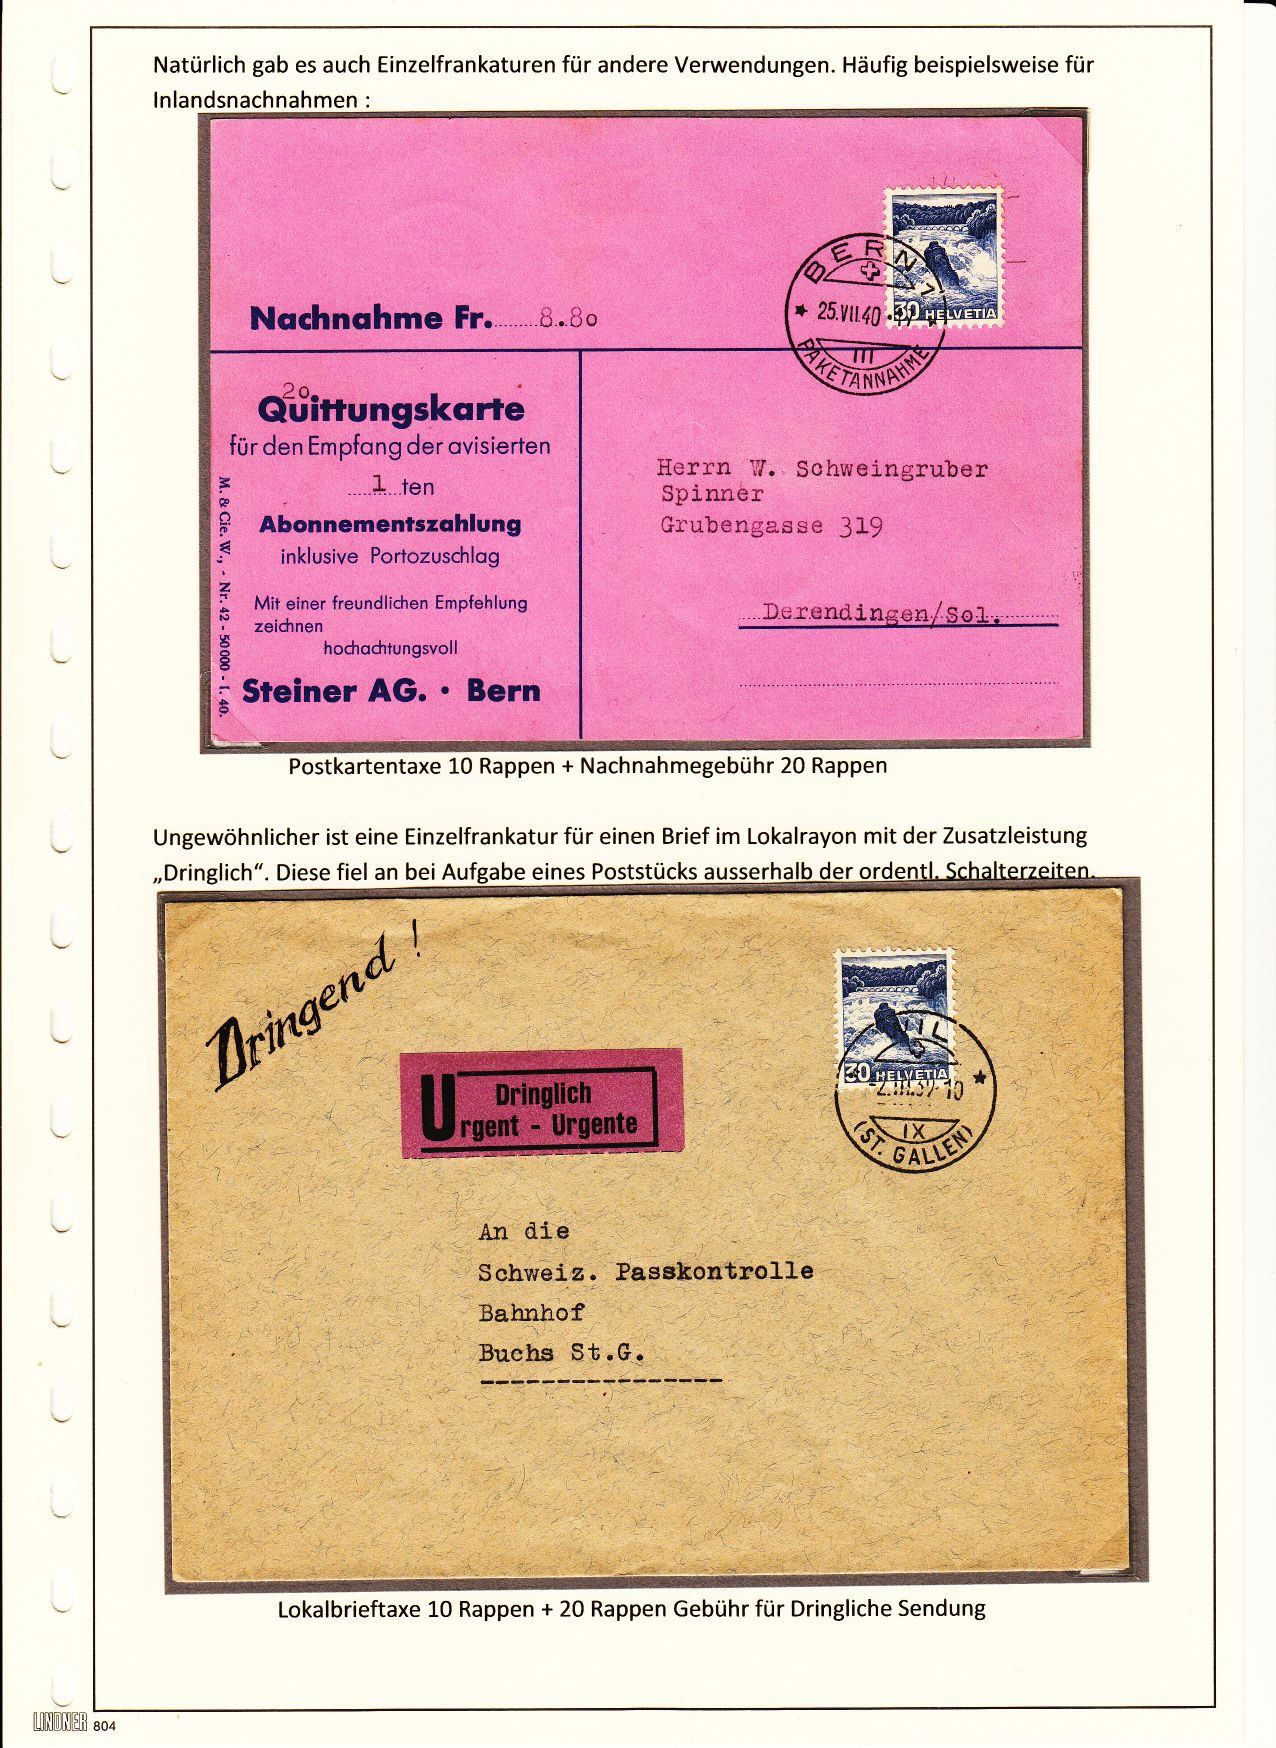 Natürlich gab es auch Einzelfrankaturen für andere Verwendungen. Häufig beispielsweise für
Inlandsnachnahmen :
BERN 1
25.VII.40
III
PAKETANNAHME
30 HELVETIA
Nachnahme Fr. 8.80
20
Quittungskarte
für den Empfang der avisierten
1 ten
Abonnementszahlung
inklusive Portozuschlag
Mit einer freundlichen Empfehlung
zeichnen
hochachtungsvoll
Steiner AG. • Bern
M. & Cie. W., - Nr. 42 - 50000 - I. 40.
Herrn W. Schweingruber
Spinner
Grubengasse 319
Derendingen/Sol.
Postkartentaxe 10 Rappen + Nachnahmegebühr 20 Rappen
Ungewöhnlicher ist eine Einzelfrankatur für einen Brief im Lokalrayon mit der Zusatzleistung
„Dringlich“. Diese fiel an bei Aufgabe eines Poststücks ausserhalb der ordentl. Schalterzeiten.
Dringend !
30 HELVETIA
IX
(ST. GALLEN)
Dringlich
Urgent - Urgente
An die
Schweiz. Passkontrolle
Bahnhof
Buchs St.G.
Lokalbrieftaxe 10 Rappen + 20 Rappen Gebühr für Dringliche Sendung
LINDNER 804